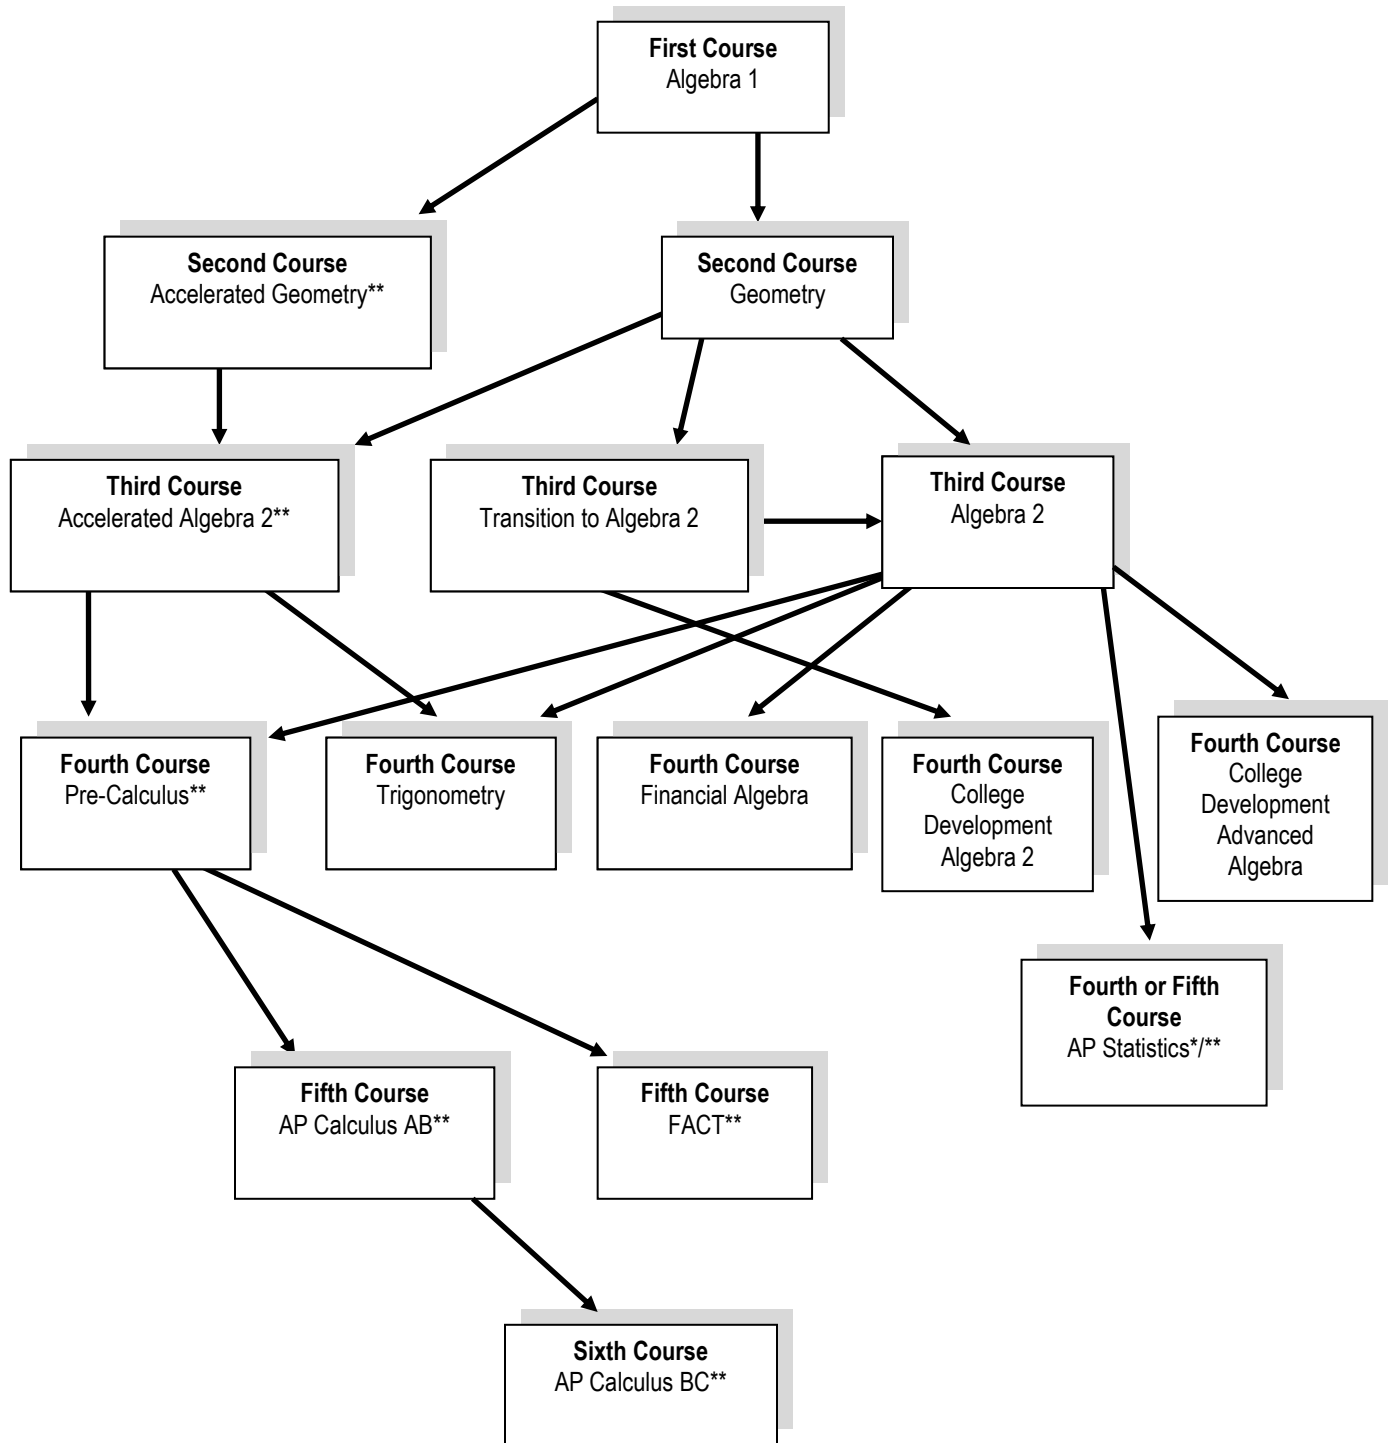 First Course
Algebra 1
Second Course
Accelerated Geometry**
Second Course
Geometry
Third Course
Accelerated Algebra 2**
Third Course
Transition to Algebra 2
Third Course
Algebra 2
Fourth Course
Pre-Calculus**
Fourth Course
Trigonometry
Fourth Course
Financial Algebra
Fourth Course
College
Development
Algebra 2
Fourth Course
College
Development
Advanced
Algebra
Fourth or Fifth
Course
AP Statistics*/**
Fifth Course
AP Calculus AB**
Fifth Course
FACT**
Sixth Course
AP Calculus BC**